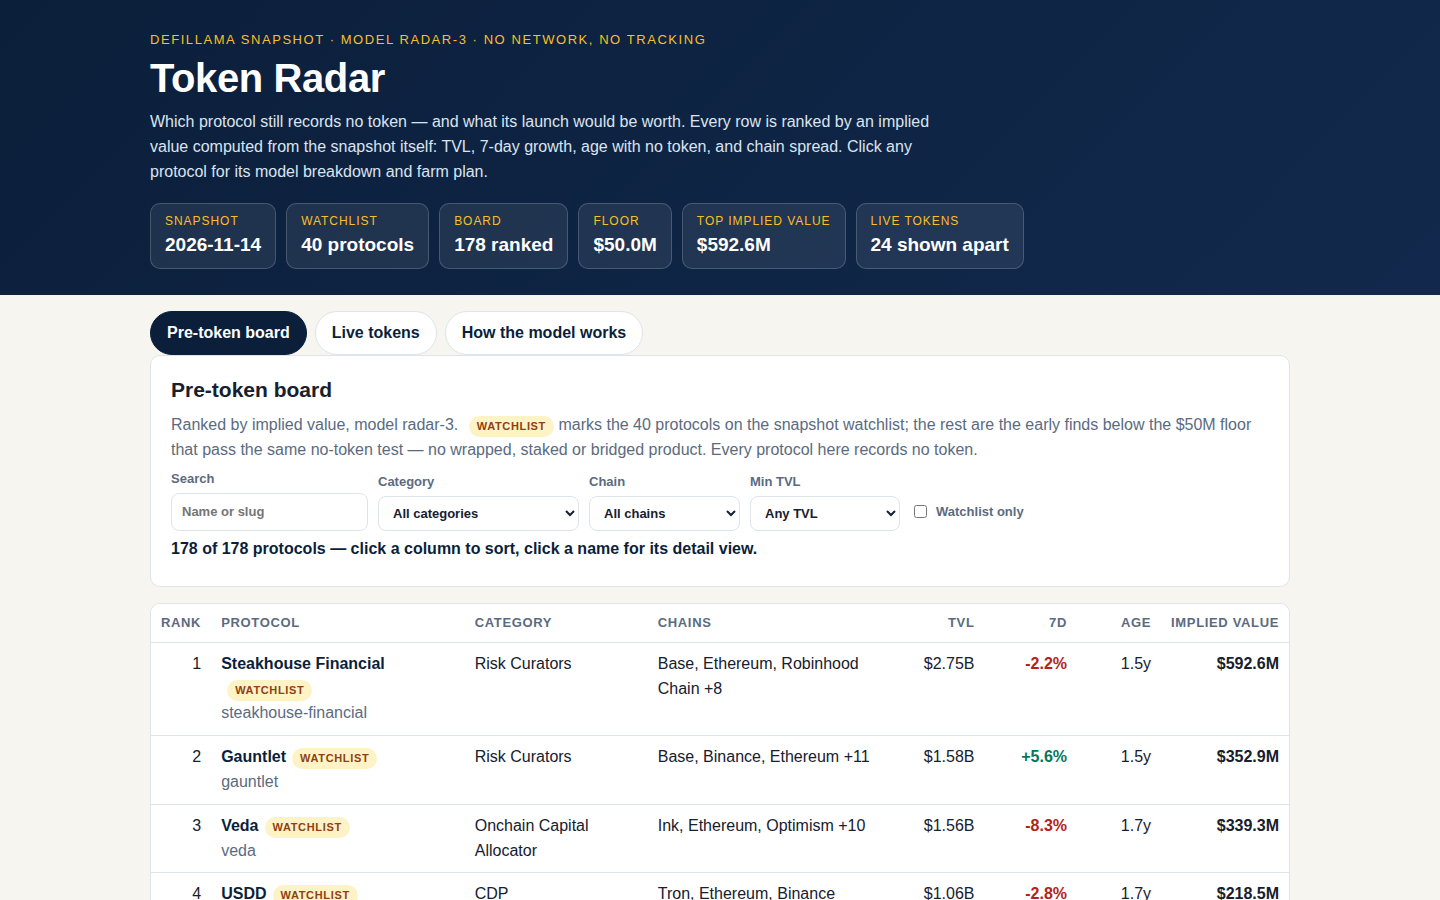 DEFILLAMA SNAPSHOT · MODEL RADAR-3 · NO NETWORK, NO TRACKING
Token Radar
Which protocol still records no token — and what its launch would be worth. Every row is ranked by an implied
value computed from the snapshot itself: TVL, 7-day growth, age with no token, and chain spread. Click any
protocol for its model breakdown and farm plan.
SNAPSHOT
2026-11-14
WATCHLIST
40 protocols
BOARD
178 ranked
FLOOR
$50.0M
TOP IMPLIED VALUE
$592.6M
LIVE TOKENS
24 shown apart
Pre-token board
Live tokens
How the model works
Pre-token board
Ranked by implied value, model radar-3. WATCHLIST marks the 40 protocols on the snapshot watchlist; the rest are the early finds below the $50M floor
that pass the same no-token test — no wrapped, staked or bridged product. Every protocol here records no token.
Search
Name or slug
Category
All categories
Chain
All chains
Min TVL
Any TVL
Watchlist only
178 of 178 protocols — click a column to sort, click a name for its detail view.
RANK PROTOCOL CATEGORY CHAINS TVL 7D AGE IMPLIED VALUE
1 Steakhouse Financial Risk Curators Base, Ethereum, Robinhood $2.75B -2.2% 1.5y $592.6M
WATCHLIST Chain +8
steakhouse-financial
2 Gauntlet WATCHLIST Risk Curators Base, Binance, Ethereum +11 $1.58B +5.6% 1.5y $352.9M
gauntlet
3 Veda WATCHLIST Onchain Capital Ink, Ethereum, Optimism +10 $1.56B -8.3% 1.7y $339.3M
veda Allocator
4 USDD WATCHLIST CDP Tron, Ethereum, Binance $1.06B -2.8% 1.7y $218.5M